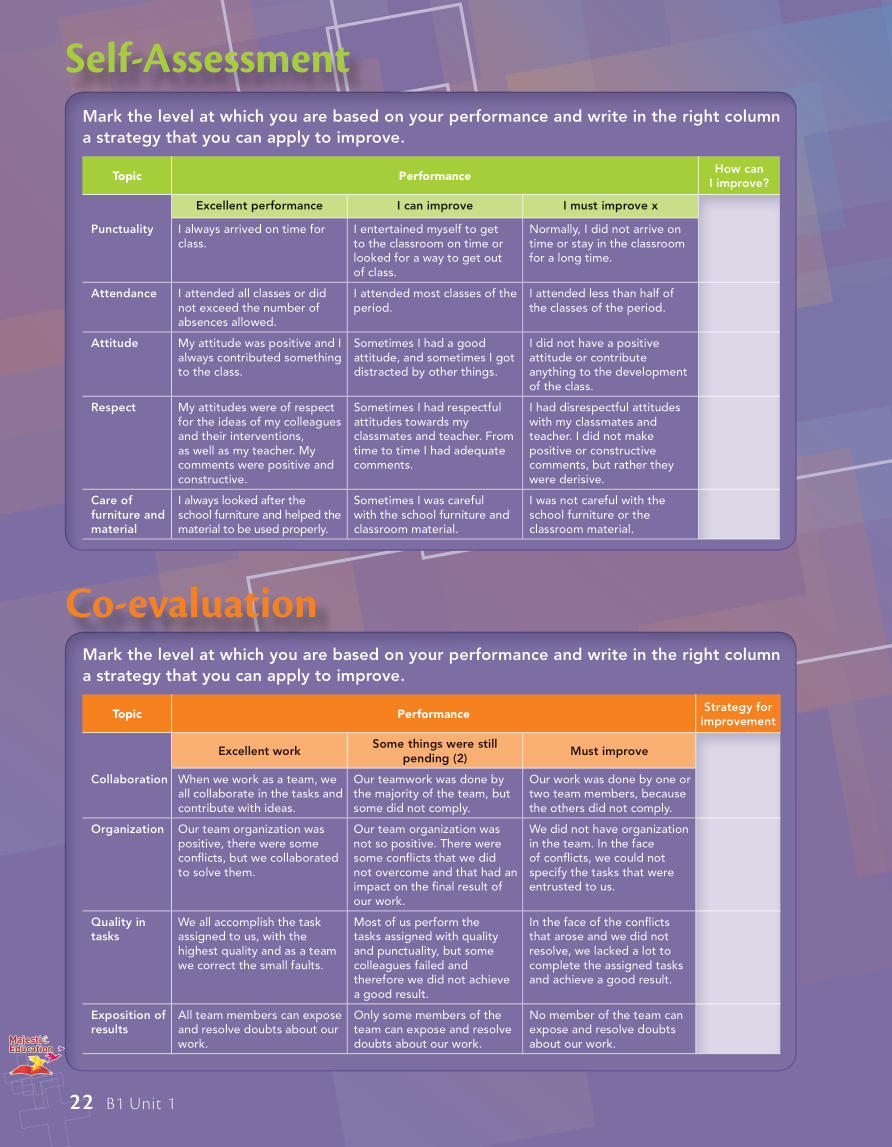 Self-Assessment
Mark the level at which you are based on your performance and write in the right column
a strategy that you can apply to improve.
Topic
Performance
How can
I improve?
Excellent performance
I can improve
I must improve x
Punctuality
I always arrived on time for
class.
I entertained myself to get
to the classroom on time or
looked for a way to get out
of class.
Normally, I did not arrive on
time or stay in the classroom
for a long time.
Attendance
I attended all classes or did
not exceed the number of
absences allowed.
I attended most classes of the
period.
I attended less than half of
the classes of the period.
Attitude
My attitude was positive and I
always contributed something
to the class.
Sometimes I had a good
attitude, and sometimes I got
distracted by other things.
I did not have a positive
attitude or contribute
anything to the development
of the class.
Respect
My attitudes were of respect
for the ideas of my colleagues
and their interventions,
as well as my teacher. My
comments were positive and
constructive.
Sometimes I had respectful
attitudes towards my
classmates and teacher. From
time to time I had adequate
comments.
I had disrespectful attitudes
with my classmates and
teacher. I did not make
positive or constructive
comments, but rather they
were derisive.
Care of
furniture and
material
I always looked after the
school furniture and helped the
material to be used properly.
Sometimes I was careful
with the school furniture and
classroom material.
I was not careful with the
school furniture or the
classroom material.
Co-evaluation
Mark the level at which you are based on your performance and write in the right column
a strategy that you can apply to improve.
Topic
Performance
Strategy for
improvement
Excellent work
Some things were still
pending (2)
Must improve
Collaboration
When we work as a team, we
all collaborate in the tasks and
contribute with ideas.
Our teamwork was done by
the majority of the team, but
some did not comply.
Our work was done by one or
two team members, because
the others did not comply.
Organization
Our team organization was
positive, there were some
conflicts, but we collaborated
to solve them.
Our team organization was
not so positive. There were
some conflicts that we did
not overcome and that had an
impact on the final result of
our work.
We did not have organization
in the team. In the face
of conflicts, we could not
specify the tasks that were
entrusted to us.
Quality in
tasks
We all accomplish the task
assigned to us, with the
highest quality and as a team
we correct the small faults.
Most of us perform the
tasks assigned with quality
and punctuality, but some
colleagues failed and
therefore we did not achieve
a good result.
In the face of the conflicts
that arose and we did not
resolve, we lacked a lot to
complete the assigned tasks
and achieve a good result.
Exposition of
results
All team members can expose
and resolve doubts about our
work.
Only some members of the
team can expose and resolve
doubts about our work.
No member of the team can
expose and resolve doubts
about our work.
Majestic
Education
22 B1 Unit 1